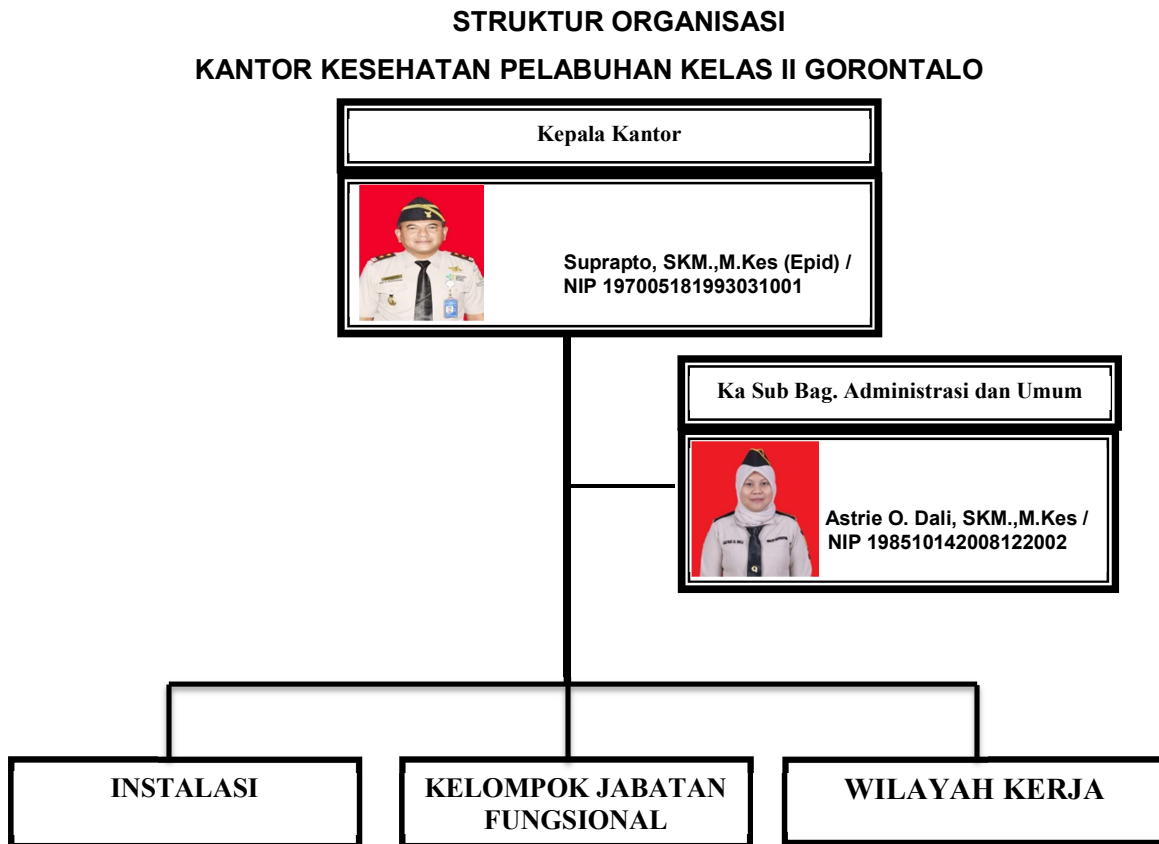 STRUKTUR ORGANISASI
KANTOR KESEHATAN PELABUHAN KELAS II GORONTALO
Kepala Kantor
Suprapto, SKM.,M.Kes (Epid) /
NIP 197005181993031001
Ka Sub Bag. Administrasi dan Umum
Astrie O. Dali, SKM.,M.Kes /
NIP 198510142008122002
INSTALASI
KELOMPOK JABATAN
FUNGSIONAL
WILAYAH KERJA